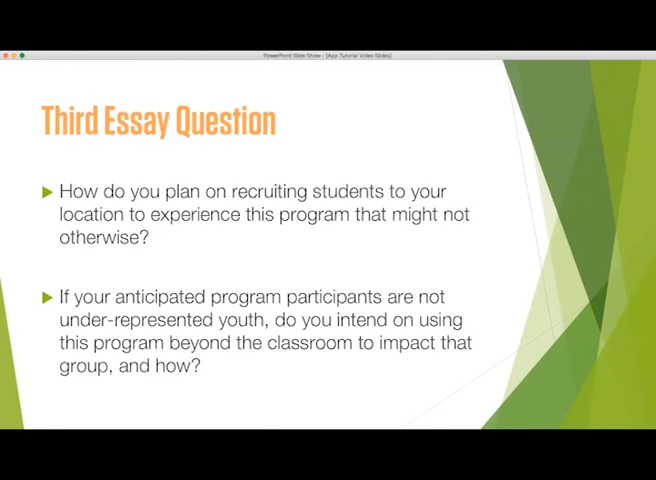 PowerPoint Slide Show - [App Tutorial Video Slides]
Third Essay Question
How do you plan on recruiting students to your
location to experience this program that might not
otherwise?
If your anticipated program participants are not
under-represented youth, do you intend on using
this program beyond the classroom to impact that
group, and how?